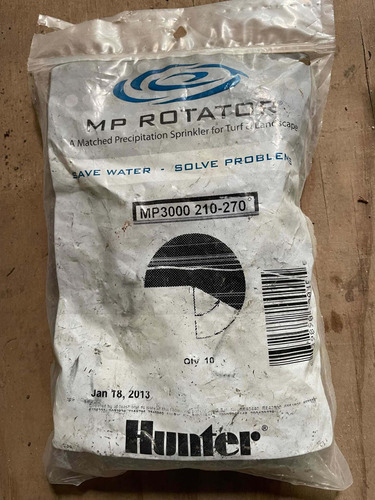 MP ROTATOR
A Matched Precipitation Sprinkler for Turf & Landscape
SAVE WATER - SOLVE PROBLEMS
MP3000 210-270°
Qty 10
Jan 18, 2013
Hunter®